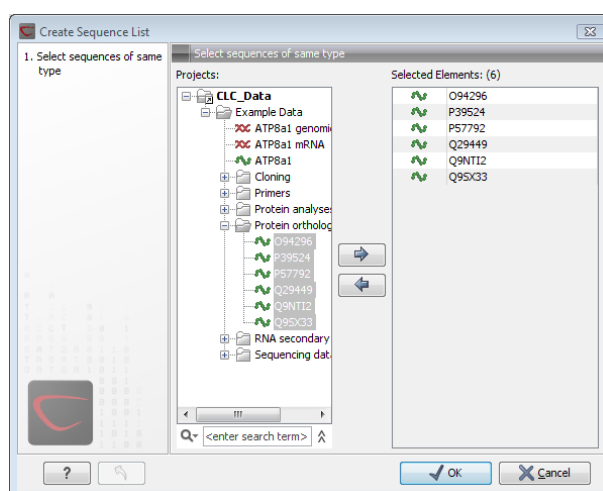 Create Sequence List
1. Select sequences of same
type
Select sequences of same type
Projects:
CLC_Data
Example Data
ATP8a1 genomi
ATP8a1 mRNA
ATP8a1
Cloning
Primers
Protein analyse
Protein ortholog
O94296
P39524
P57792
Q29449
Q9NTI2
Q9SX33
RNA secondary
Sequencing dat
<enter search term>
Selected Elements: (6)
O94296
P39524
P57792
Q29449
Q9NTI2
Q9SX33
?
OK
Cancel